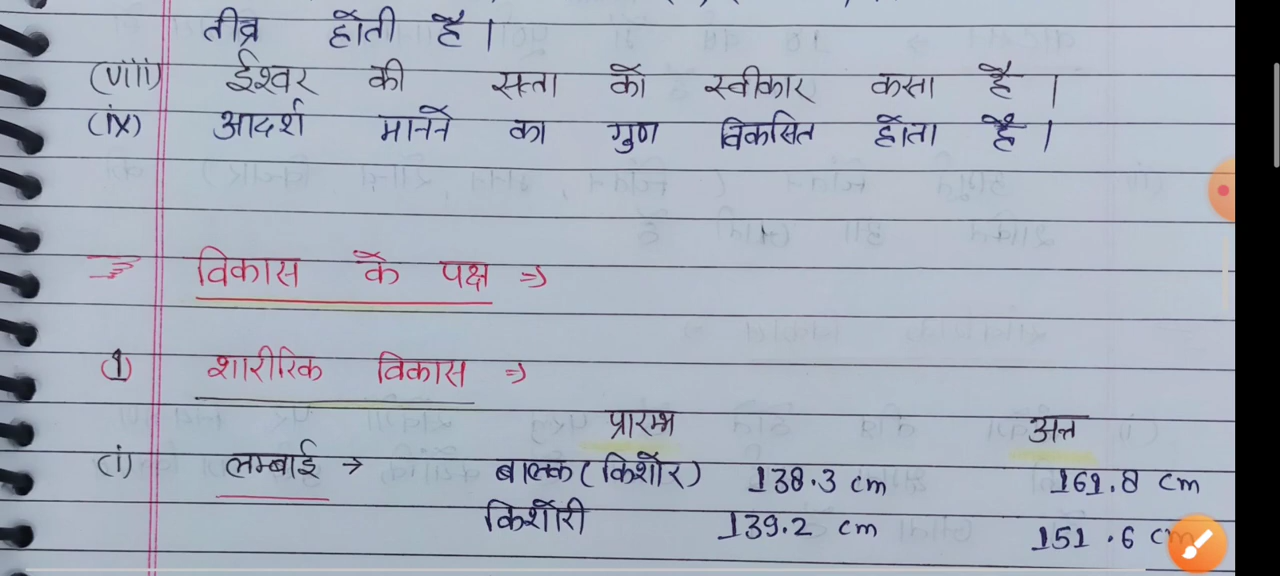 तीव्र होती है।
(viii) ईश्वर की सत्ता को स्वीकार करता है।
(ix) आदर्श मानने का गुण विकसित होता है।
विकास के पक्ष ⇒
(1) शारीरिक विकास ⇒
प्रारम्भ अन्त
(i) लम्बाई → बालक (किशोर) 138.3 cm 161.8 cm
किशोरी 139.2 cm 151.6 c